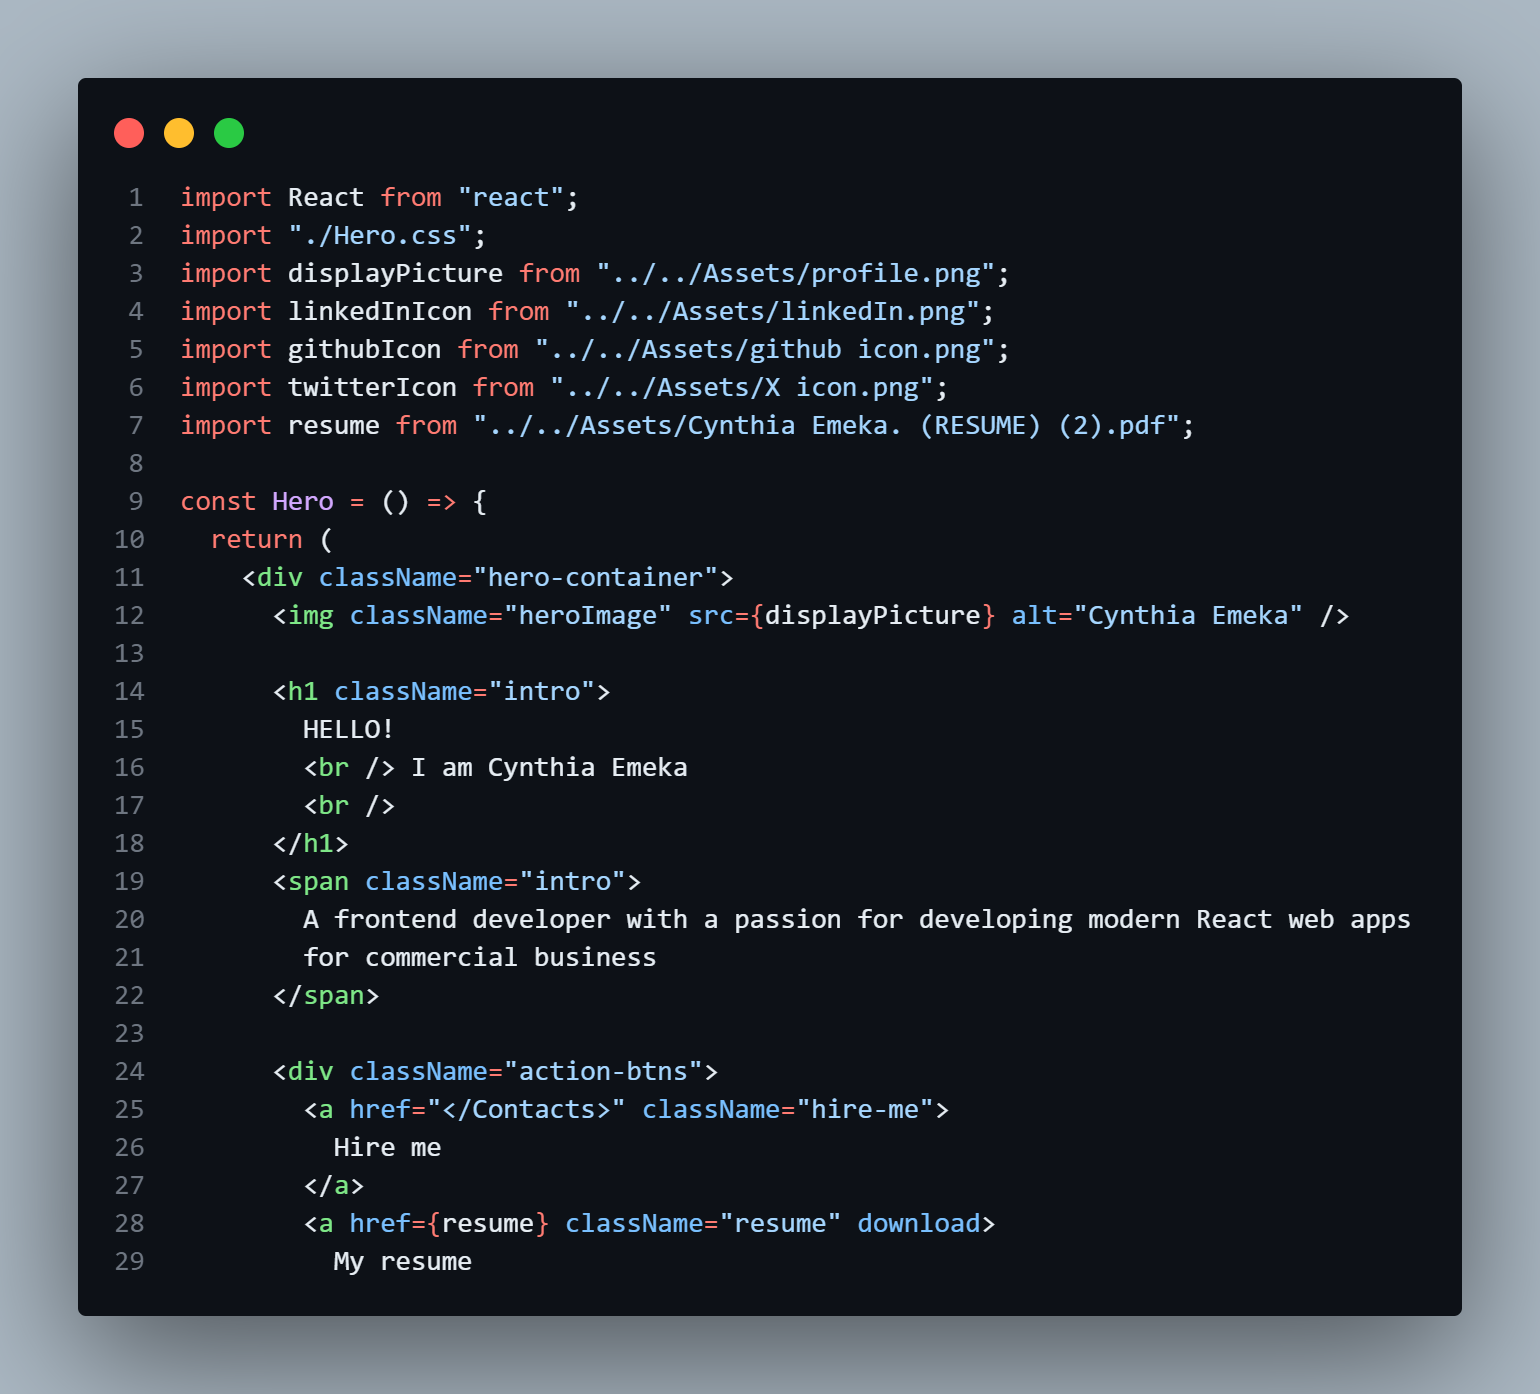 1 import React from "react";
2 import "./Hero.css";
3 import displayPicture from "../../Assets/profile.png";
4 import linkedInIcon from "../../Assets/linkedIn.png";
5 import githubIcon from "../../Assets/github icon.png";
6 import twitterIcon from "../../Assets/X icon.png";
7 import resume from "../../Assets/Cynthia Emeka. (RESUME) (2).pdf";
8
9 const Hero = () => {
10   return (
11     <div className="hero-container">
12       <img className="heroImage" src={displayPicture} alt="Cynthia Emeka" />
13
14       <h1 className="intro">
15         HELLO!
16         <br /> I am Cynthia Emeka
17         <br />
18       </h1>
19       <span className="intro">
20         A frontend developer with a passion for developing modern React web apps
21         for commercial business
22       </span>
23
24       <div className="action-btns">
25         <a href="</Contacts>" className="hire-me">
26           Hire me
27         </a>
28         <a href={resume} className="resume" download>
29           My resume